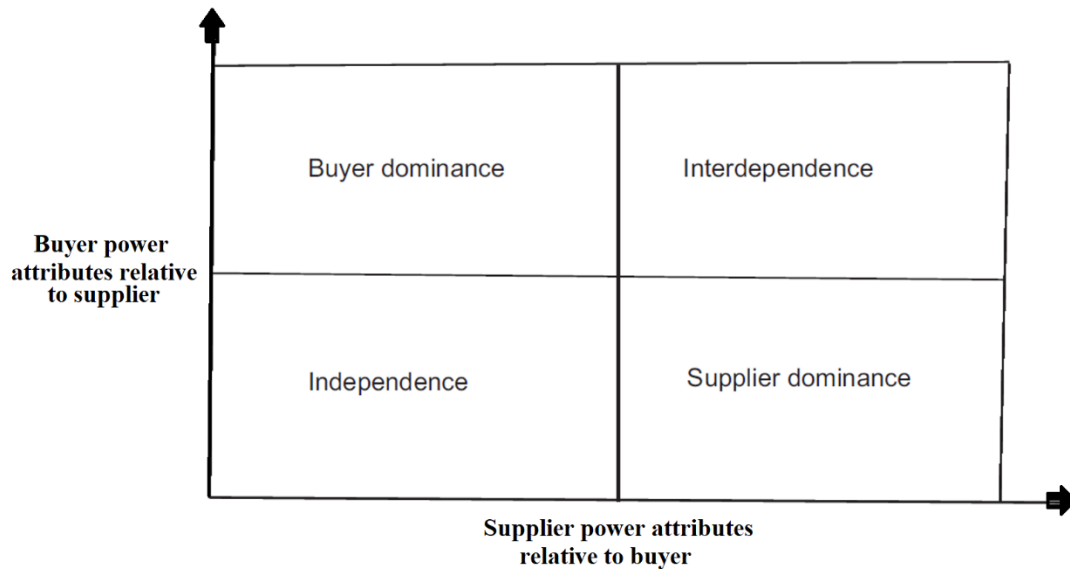 Buyer dominance
Interdependence
Buyer power
attributes relative
to supplier
Independence
Supplier dominance
Supplier power attributes
relative to buyer